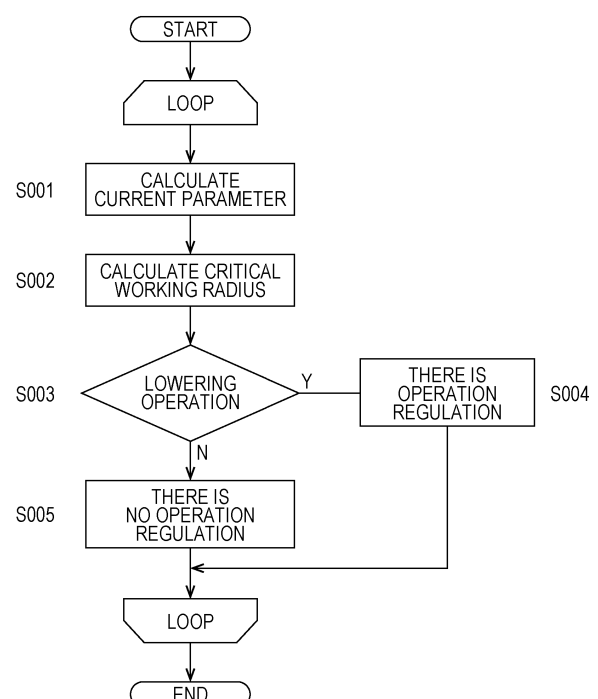 START
LOOP
S001
CALCULATE
CURRENT PARAMETER
S002
CALCULATE CRITICAL
WORKING RADIUS
S003
LOWERING
OPERATION
Y
THERE IS
OPERATION
REGULATION
S004
N
S005
THERE IS
NO OPERATION
REGULATION
LOOP
END